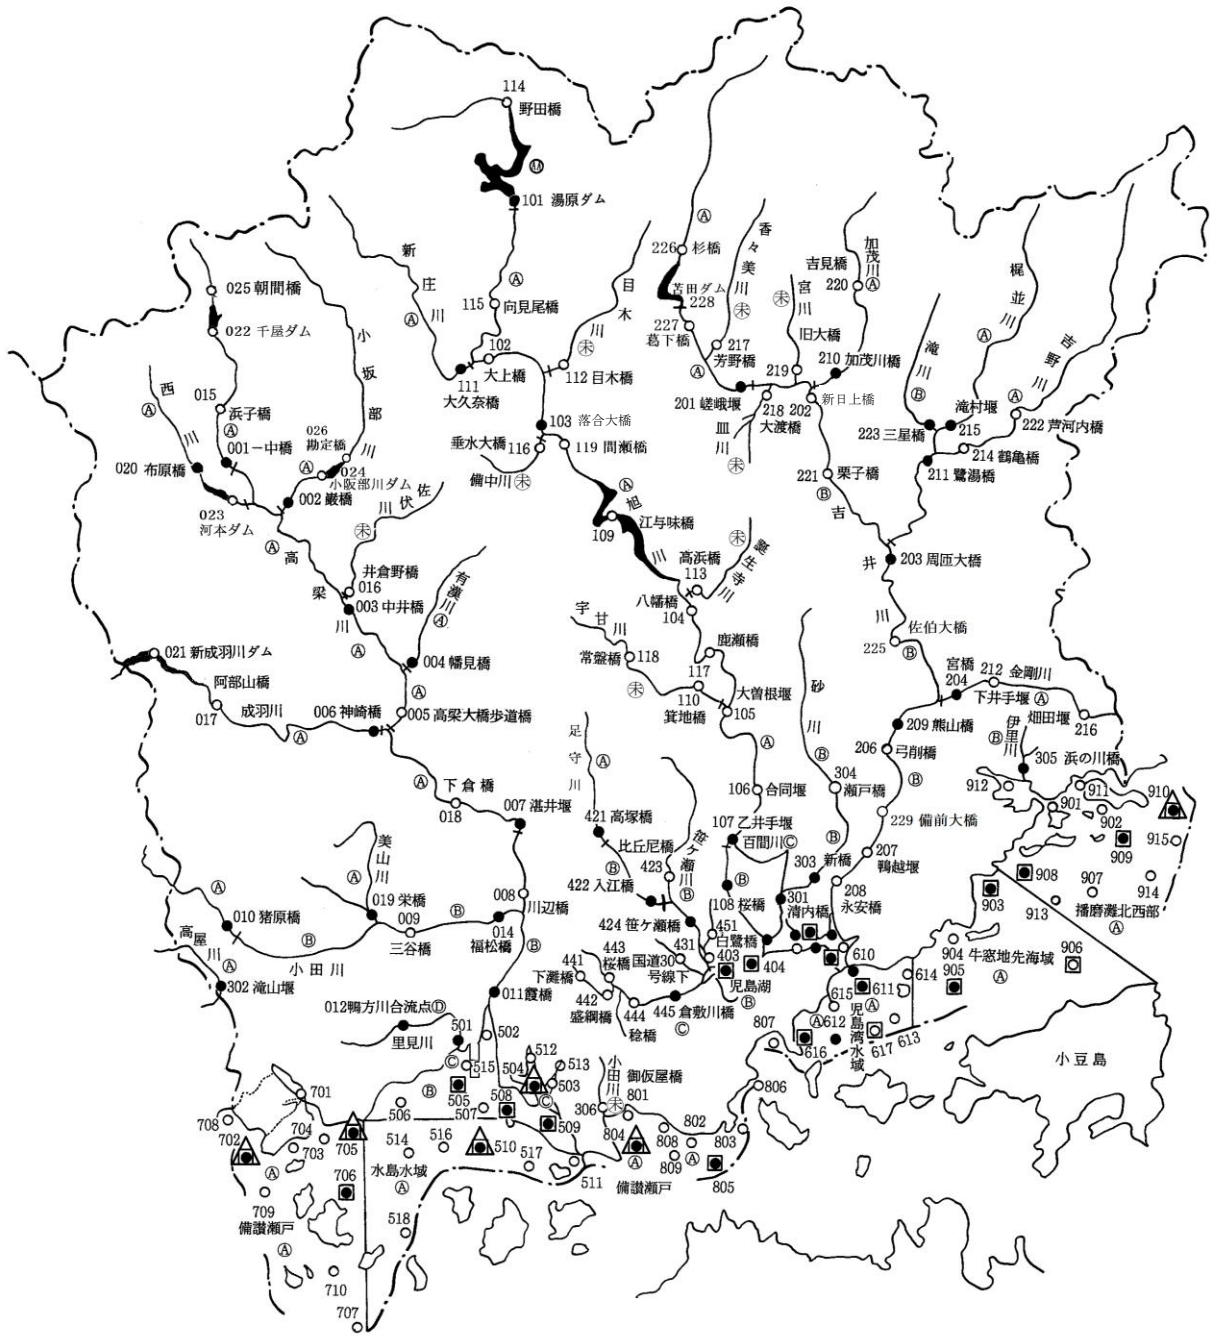 114
野田橋
Ⓜ
101 湯原ダム
新庄川
Ⓐ
Ⓐ
115 向見尾橋
102
大上橋
111
大久奈橋
目木川
㊍
112 目木橋
103 落合大橋
垂水大橋
116
119 間瀬橋
備中川
226 杉橋
Ⓐ
苫田ダム
228
227
葛下橋
香々美川
217
芳野橋
Ⓐ
201 嵯峨堰
宮川
旧大橋
219
218
大渡橋
皿川
加茂川Ⓐ
吉見橋
220
210 加茂川橋
202
新日上橋
滝川
Ⓑ
223 三星橋
梶並川
Ⓐ
滝村堰
215
吉野川
Ⓐ
222 芦河内橋
214 鶴亀橋
211 鷺湯橋
221 栗子橋
Ⓑ
吉井川
203 周匝大橋
佐伯大橋
225
Ⓑ
025 朝間橋
022 千屋ダム
小坂部川
西川
Ⓐ
015
浜子橋
Ⓐ
001一中橋
026
勘定橋
Ⓐ
024
小阪部川ダム
020 布原橋
002 巌橋
023
河本ダム
Ⓐ
高梁川
佐伏川
井倉野橋
016
003 中井橋
Ⓐ
有漢川Ⓐ
004 幡見橋
Ⓐ
005 高梁大橋歩道橋
021 新成羽川ダム
阿部山橋
017
成羽川
Ⓐ
006 神崎橋
Ⓐ
下倉橋
018
007 湛井堰
Ⓐ
旭川
江与味橋
109
高浜橋
113
誕生寺川
八幡橋
104
宇甘川
常盤橋
118
鹿瀬橋
117
110
箕地橋
大曽根堰
105
Ⓐ
106 合同堰
107 乙井手堰
百間川Ⓒ
Ⓑ
108 桜橋
砂川
Ⓑ
304
瀬戸橋
Ⓑ
303 新橋
301
清内橋
宮橋
204
212 金剛川
下井手堰 Ⓐ
209 熊山橋
206 弓削橋
Ⓑ
229 備前大橋
207
鴨越堰
208
永安橋
畑田堰
216
伊里川
Ⓑ
305 浜の川橋
912
911
901
902
910
915
909
908
907
914
903
913
播磨灘北西部
Ⓐ
904
牛窓地先海域
Ⓐ
906
905
足守川
Ⓐ
421 高塚橋
Ⓑ
比丘尼橋
423
422 入江橋
笹ケ瀬川
Ⓑ
424 笹ケ瀬橋
451
白鷺橋
403
404
児島湖
Ⓑ
431
国道30
号線下
443
桜橋
441
下灘橋
442
盛綱橋
444
稔橋
445 倉敷川橋
Ⓒ
美山川
Ⓐ
019 栄橋
009
三谷橋
Ⓑ
008
川辺橋
014
福松橋
Ⓑ
Ⓐ
010 猪原橋
Ⓑ
小田川
高屋川
Ⓐ
302 滝山堰
011霞橋
012鴨方川合流点Ⓓ
里見川
501
502
Ⓒ
515
505
Ⓑ
506
507
512
504
513
503
Ⓒ
508
509
510
514
516
517
511
水島水域
Ⓐ
518
小田川
御仮屋橋
306
801
802
804
808
803
809
Ⓐ
805
806
807
備讃瀬戸
610
614
611
615
Ⓐ
612
613
616
617
児島湾水域
小豆島
701
708
702
704
703
705
Ⓐ
706
709
備讃瀬戸
Ⓐ
710
707